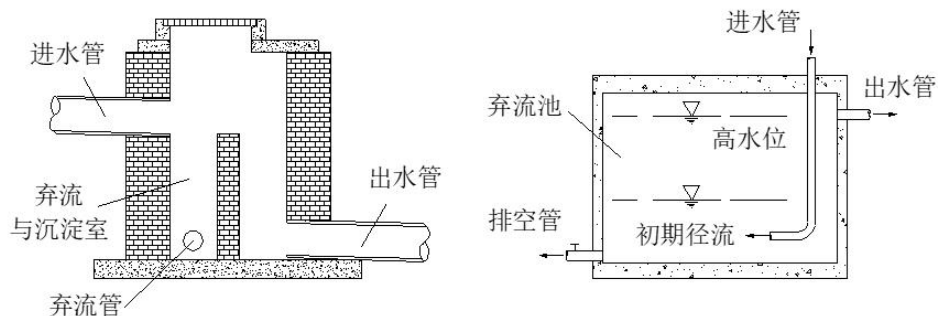 进水管
弃流
与沉淀室
弃流管
出水管
进水管
弃流池
出水管
高水位
排空管
初期径流